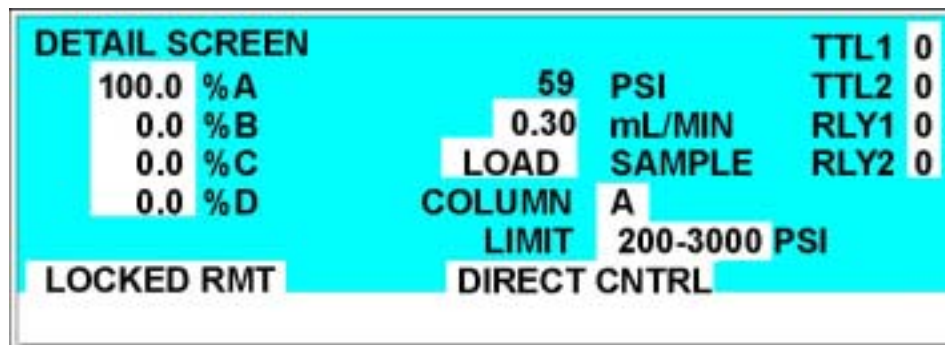 DETAIL SCREEN TTL1 0
100.0 %A 59 PSI TTL2 0
0.0 %B 0.30 mL/MIN RLY1 0
0.0 %C LOAD SAMPLE RLY2 0
0.0 %D COLUMN A
LIMIT 200-3000 PSI
LOCKED RMT DIRECT CNTRL